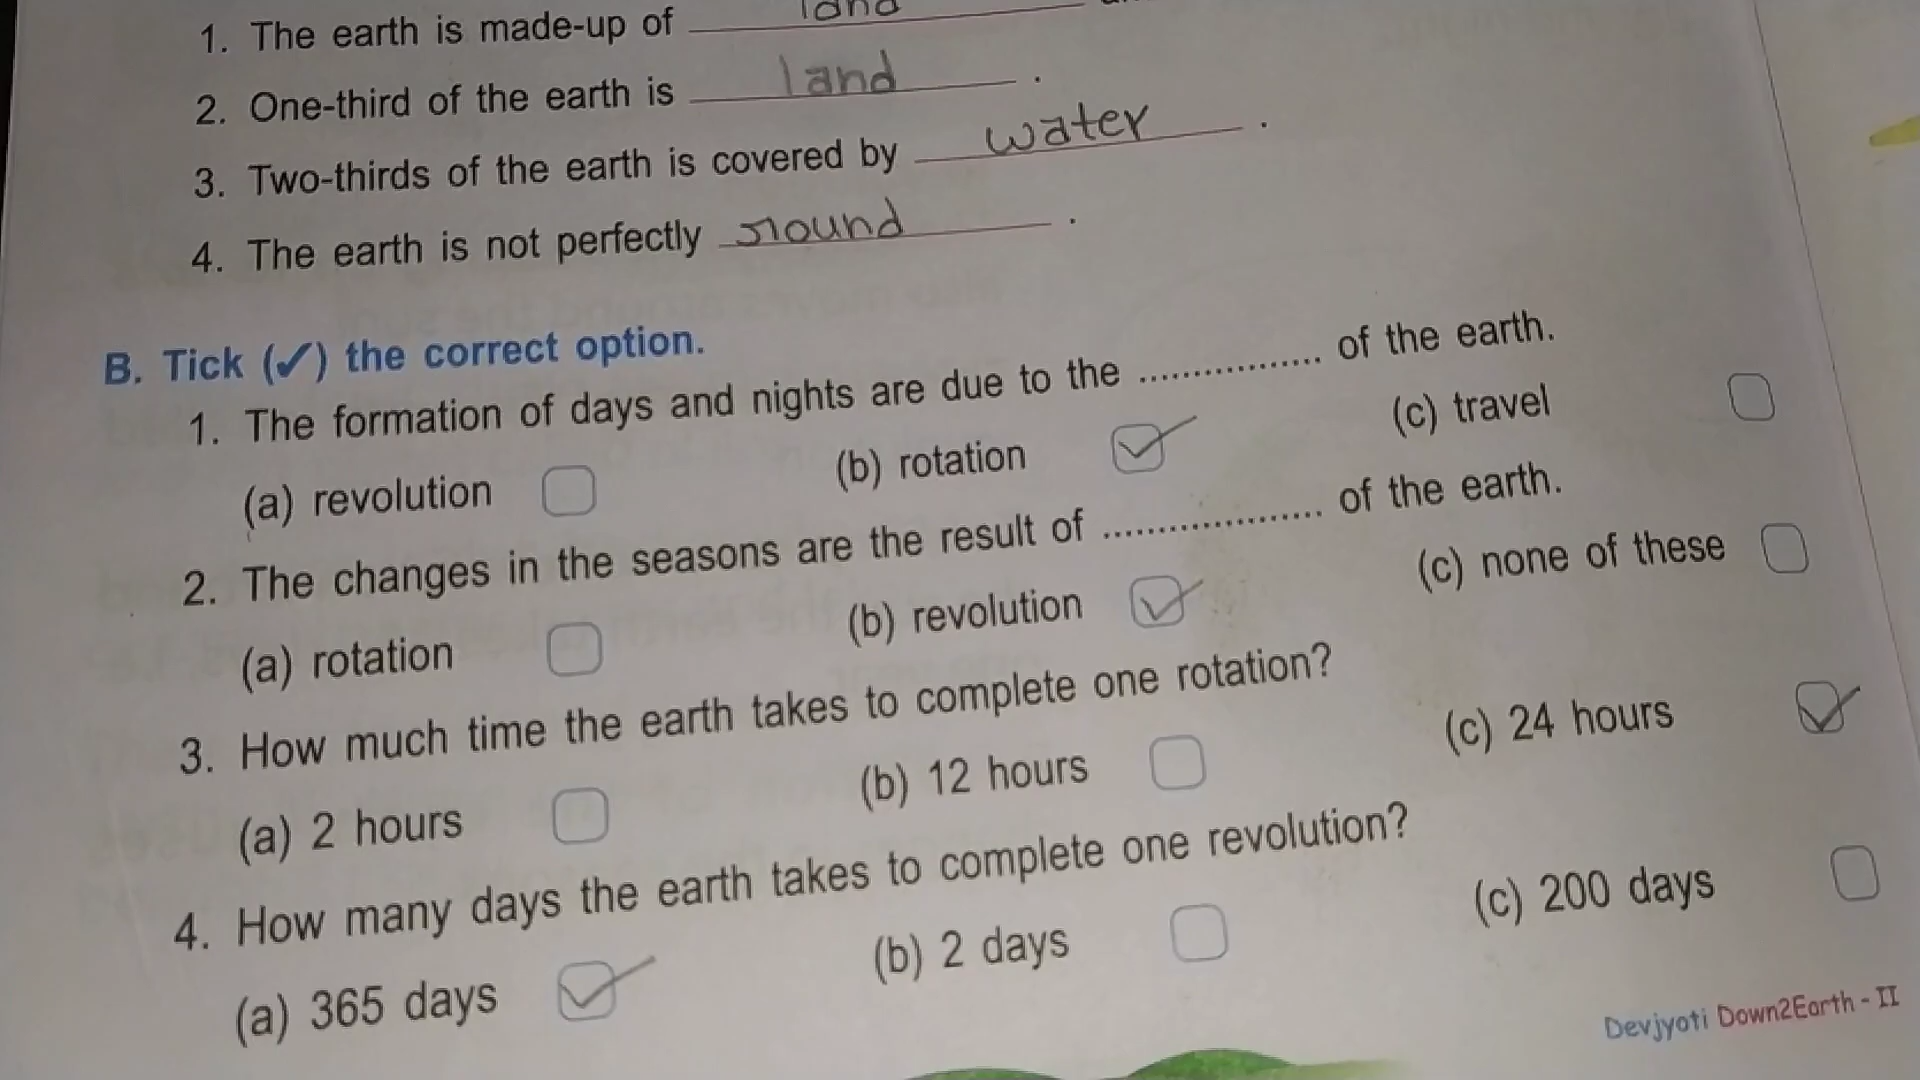 1. The earth is made-up of land
2. One-third of the earth is land .
3. Two-thirds of the earth is covered by water .
4. The earth is not perfectly round .
B. Tick (✓) the correct option.
1. The formation of days and nights are due to the ................ of the earth.
(a) revolution (b) rotation ✓ (c) travel
2. The changes in the seasons are the result of ................... of the earth.
(a) rotation (b) revolution ✓ (c) none of these
3. How much time the earth takes to complete one rotation?
(a) 2 hours (b) 12 hours (c) 24 hours ✓
4. How many days the earth takes to complete one revolution?
(a) 365 days ✓ (b) 2 days (c) 200 days
Devjyoti Down2Earth - II